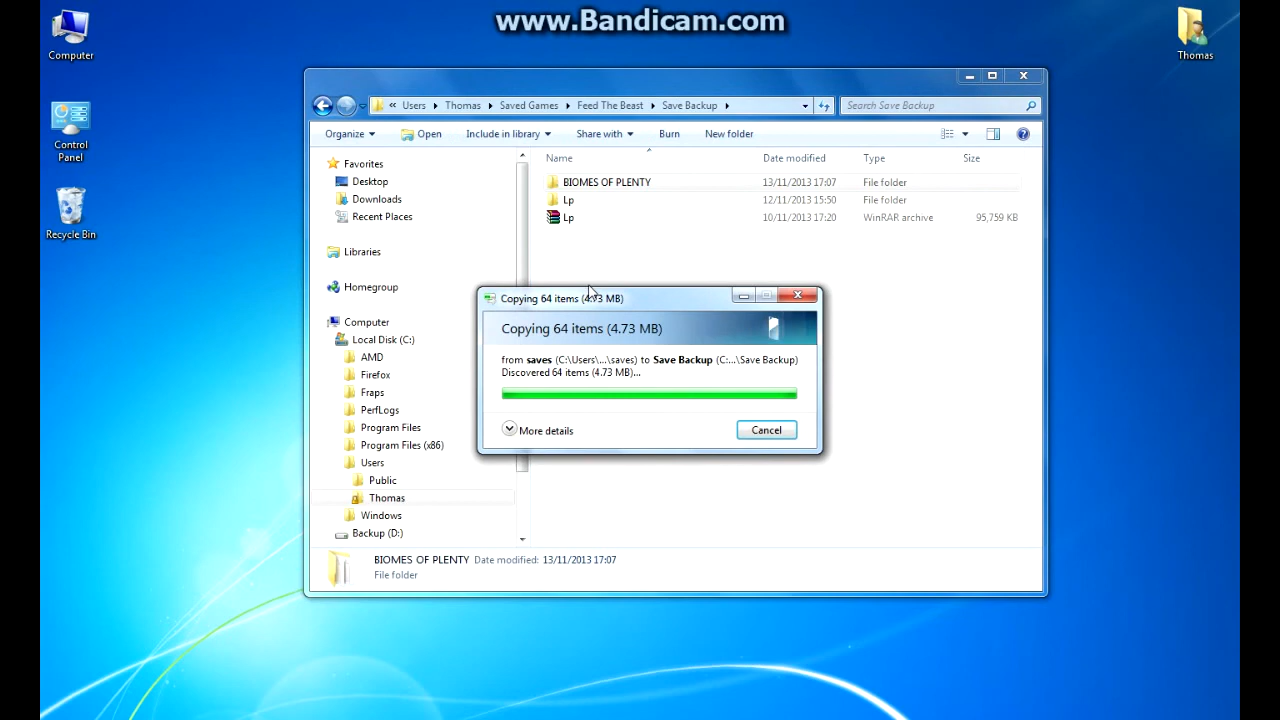 www.Bandicam.com
Computer
Thomas
« Users Thomas Saved Games Feed The Beast Save Backup
Search Save Backup
Organize Open Include in library Share with Burn New folder
Control Panel
Recycle Bin
Favorites
Desktop
Downloads
Recent Places
Libraries
Homegroup
Computer
Local Disk (C:)
AMD
Firefox
Fraps
PerfLogs
Program Files
Program Files (x86)
Users
Public
Thomas
Windows
Backup (D:)
Name Date modified Type Size
BIOMES OF PLENTY 13/11/2013 17:07 File folder
Lp 12/11/2013 15:50 File folder
Lp 10/11/2013 17:20 WinRAR archive 95,759 KB
Copying 64 items (4.73 MB)
Copying 64 items (4.73 MB)
from saves (C:\Users\...\saves) to Save Backup (C:...\Save Backup)
Discovered 64 items (4.73 MB)...
More details
Cancel
BIOMES OF PLENTY Date modified: 13/11/2013 17:07
File folder